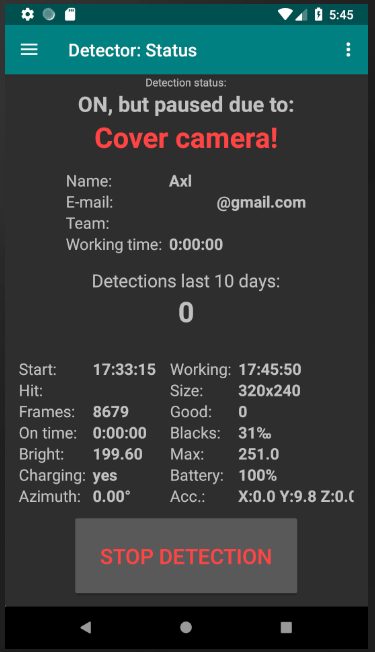 5:45
Detector: Status
Detection status:
ON, but paused due to:
Cover camera!
Name: Axl
E-mail: @gmail.com
Team:
Working time: 0:00:00
Detections last 10 days:
0
Start: 17:33:15 Working: 17:45:50
Hit: Size: 320x240
Frames: 8679 Good: 0
On time: 0:00:00 Blacks: 31‰
Bright: 199.60 Max: 251.0
Charging: yes Battery: 100%
Azimuth: 0.00° Acc.: X:0.0 Y:9.8 Z:0.0
STOP DETECTION